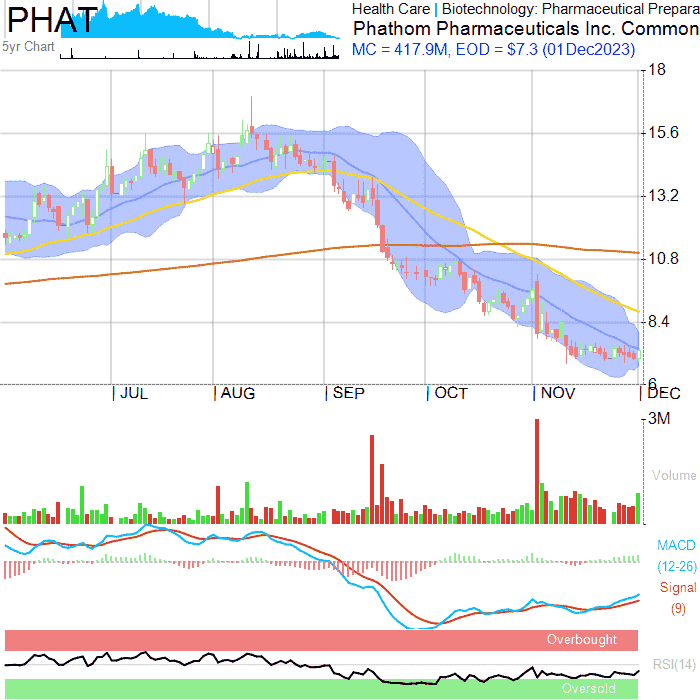 PHAT
5yr Chart
Health Care | Biotechnology: Pharmaceutical Prepara
Phathom Pharmaceuticals Inc. Common
MC = 417.9M, EOD = $7.3 (01Dec2023)
18
15.6
13.2
10.8
8.4
6
JUL AUG SEP OCT NOV DEC
3M
Volume
MACD
(12-26)
Signal
(9)
Overbought
RSI(14)
Oversold